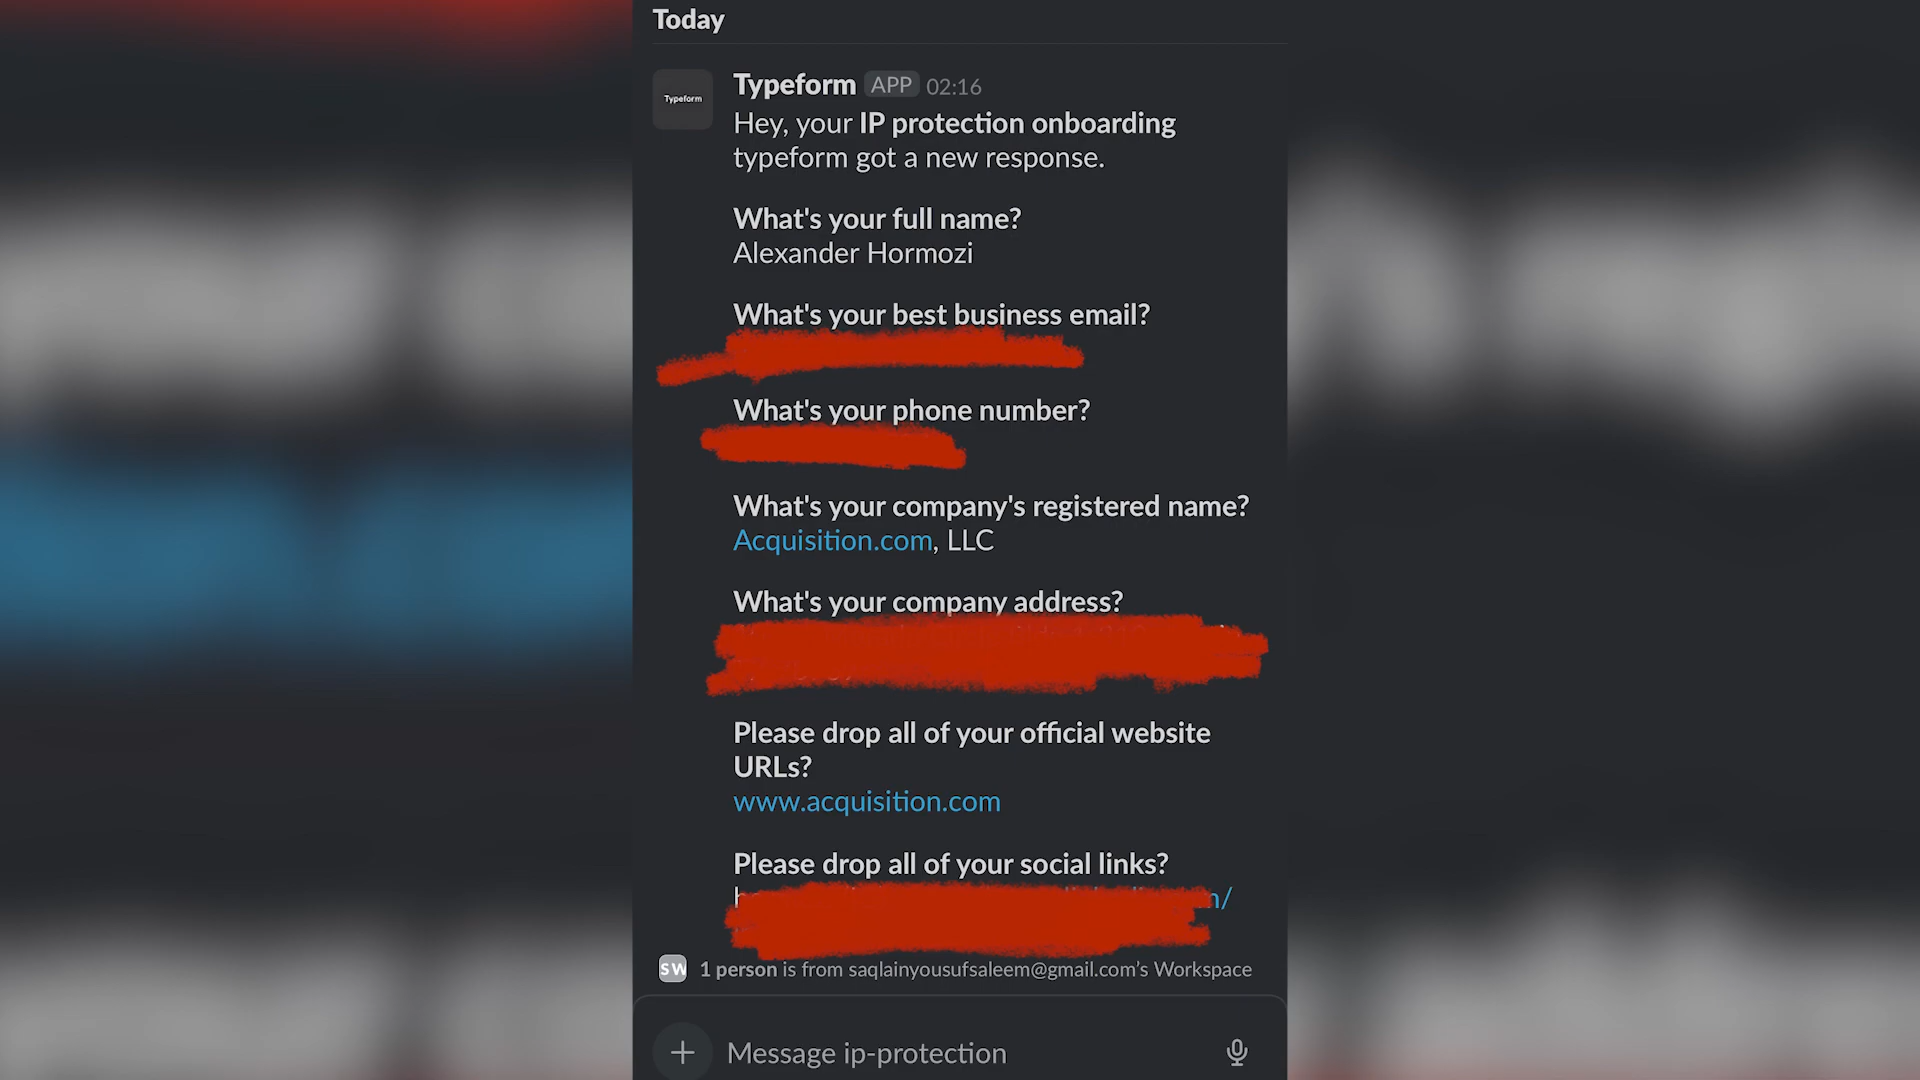 Today
Typeform
Typeform APP 02:16
Hey, your IP protection onboarding
typeform got a new response.
What's your full name?
Alexander Hormozi
What's your best business email?
What's your phone number?
What's your company's registered name?
Acquisition.com, LLC
What's your company address?
Please drop all of your official website
URLs?
www.acquisition.com
Please drop all of your social links?
SW 1 person is from saqlainyousufsaleem@gmail.com's Workspace
Message ip-protection